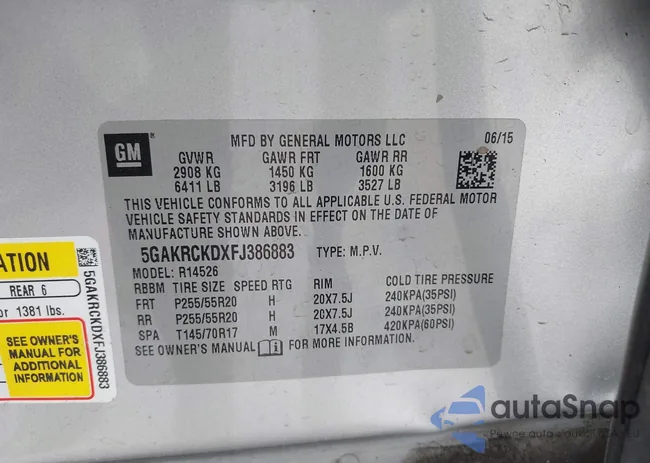 GM
MFD BY GENERAL MOTORS LLC
06/15
GVWR GAWR FRT GAWR RR
2908 KG 1450 KG 1600 KG
6411 LB 3196 LB 3527 LB
THIS VEHICLE CONFORMS TO ALL APPLICABLE U.S. FEDERAL MOTOR
VEHICLE SAFETY STANDARDS IN EFFECT ON THE DATE OF
MANUFACTURE SHOWN ABOVE.
5GAKRCKDXFJ386883 TYPE: M.P.V.
MODEL: R14526
RBBM TIRE SIZE SPEED RTG RIM COLD TIRE PRESSURE
FRT P255/55R20 H 20X7.5J 240KPA(35PSI)
RR P255/55R20 H 20X7.5J 240KPA(35PSI)
SPA T145/70R17 M 17X4.5B 420KPA(60PSI)
SEE OWNER'S MANUAL FOR MORE INFORMATION.
ATION
REAR 6
or 1381 lbs.
SEE OWNER'S
MANUAL FOR
ADDITIONAL
INFORMATION
5GAKRCKDXFJ386883
autoSnap
Pewne auto